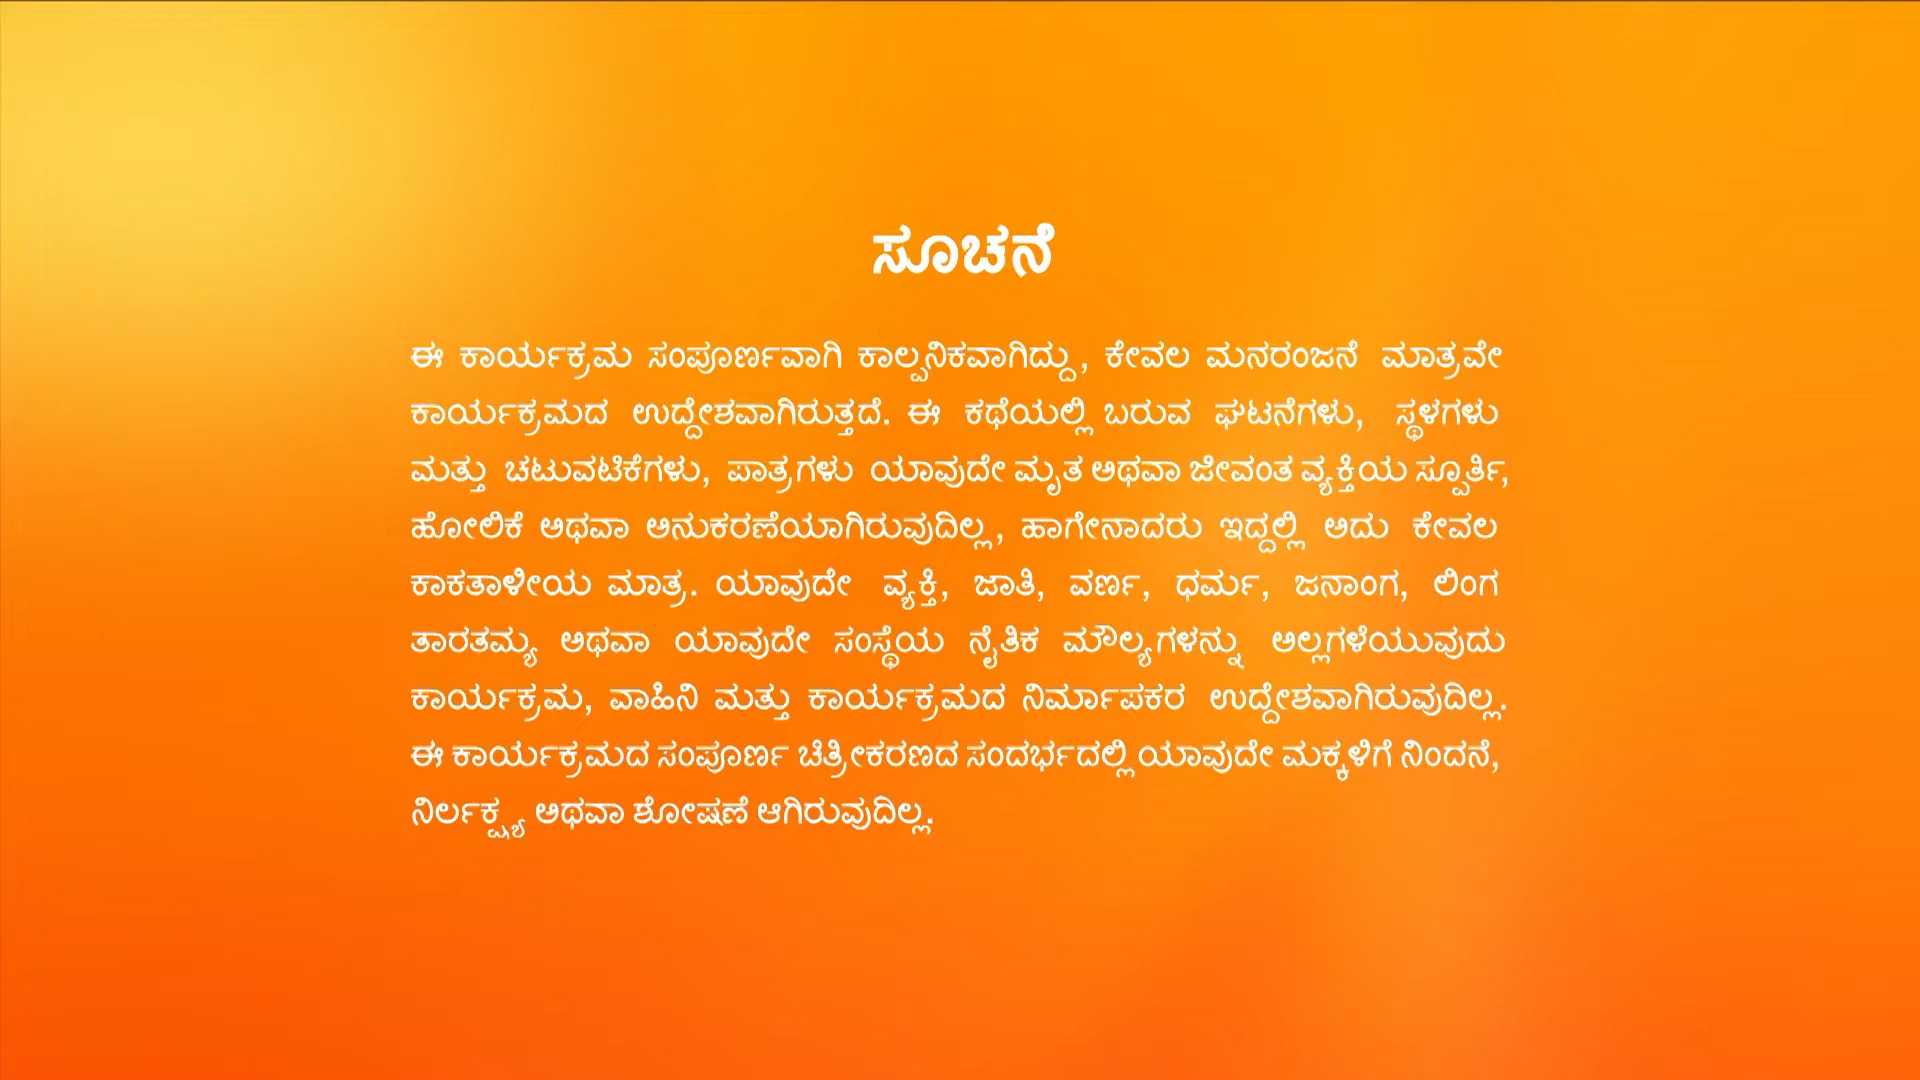 ಸೂಚನೆ
ಈ ಕಾರ್ಯಕ್ರಮ ಸಂಪೂರ್ಣವಾಗಿ ಕಾಲ್ಪನಿಕವಾಗಿದ್ದು, ಕೇವಲ ಮನರಂಜನೆ ಮಾತ್ರವೇ
ಕಾರ್ಯಕ್ರಮದ ಉದ್ದೇಶವಾಗಿರುತ್ತದೆ. ಈ ಕಥೆಯಲ್ಲಿ ಬರುವ ಘಟನೆಗಳು, ಸ್ಥಳಗಳು
ಮತ್ತು ಚಟುವಟಿಕೆಗಳು, ಪಾತ್ರಗಳು ಯಾವುದೇ ಮೃತ ಅಥವಾ ಜೀವಂತ ವ್ಯಕ್ತಿಯ ಸ್ಪೂರ್ತಿ,
ಹೋಲಿಕೆ ಅಥವಾ ಅನುಕರಣೆಯಾಗಿರುವುದಿಲ್ಲ, ಹಾಗೇನಾದರು ಇದ್ದಲ್ಲಿ ಅದು ಕೇವಲ
ಕಾಕತಾಳೀಯ ಮಾತ್ರ. ಯಾವುದೇ ವ್ಯಕ್ತಿ, ಜಾತಿ, ವರ್ಣ, ಧರ್ಮ, ಜನಾಂಗ, ಲಿಂಗ
ತಾರತಮ್ಯ ಅಥವಾ ಯಾವುದೇ ಸಂಸ್ಥೆಯ ನೈತಿಕ ಮೌಲ್ಯಗಳನ್ನು ಅಲ್ಲಗಳೆಯುವುದು
ಕಾರ್ಯಕ್ರಮ, ವಾಹಿನಿ ಮತ್ತು ಕಾರ್ಯಕ್ರಮದ ನಿರ್ಮಾಪಕರ ಉದ್ದೇಶವಾಗಿರುವುದಿಲ್ಲ.
ಈ ಕಾರ್ಯಕ್ರಮದ ಸಂಪೂರ್ಣ ಚಿತ್ರೀಕರಣದ ಸಂದರ್ಭದಲ್ಲಿ ಯಾವುದೇ ಮಕ್ಕಳಿಗೆ ನಿಂದನೆ,
ನಿರ್ಲಕ್ಷ್ಯ ಅಥವಾ ಶೋಷಣೆ ಆಗಿರುವುದಿಲ್ಲ.